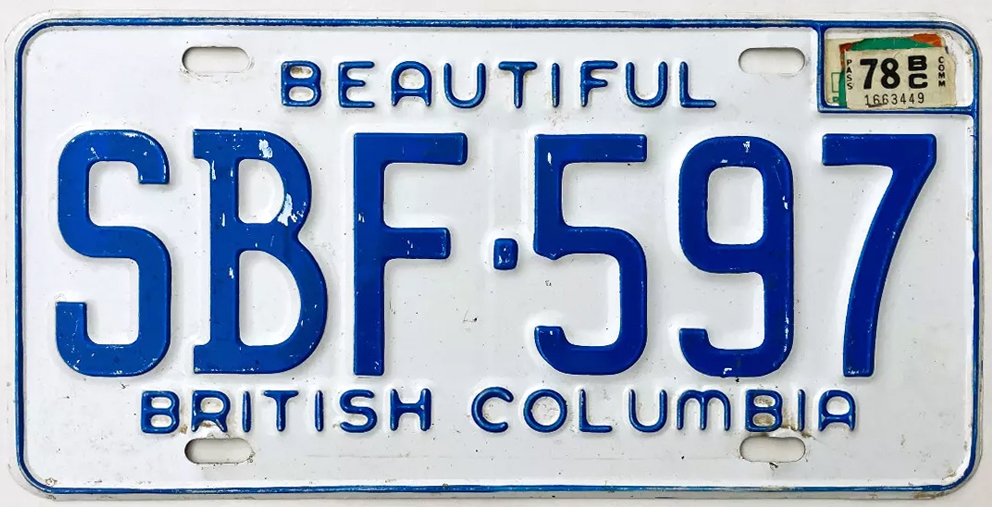 BEAUTIFUL
PASS 78 BC COMM
1663449
SBF·597
BRITISH COLUMBIA